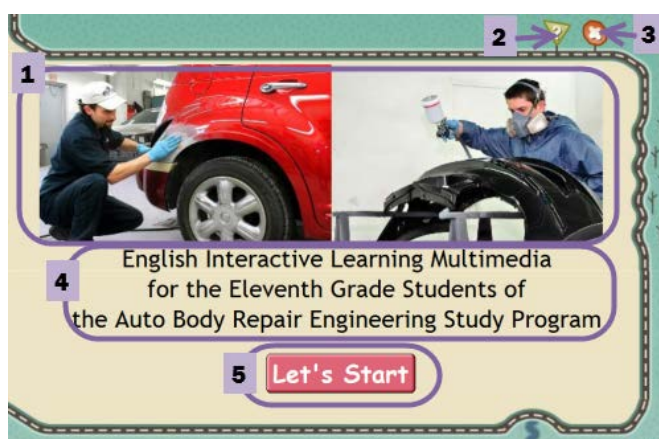 2
?
3
1
4
English Interactive Learning Multimedia
for the Eleventh Grade Students of
the Auto Body Repair Engineering Study Program
5
Let's Start